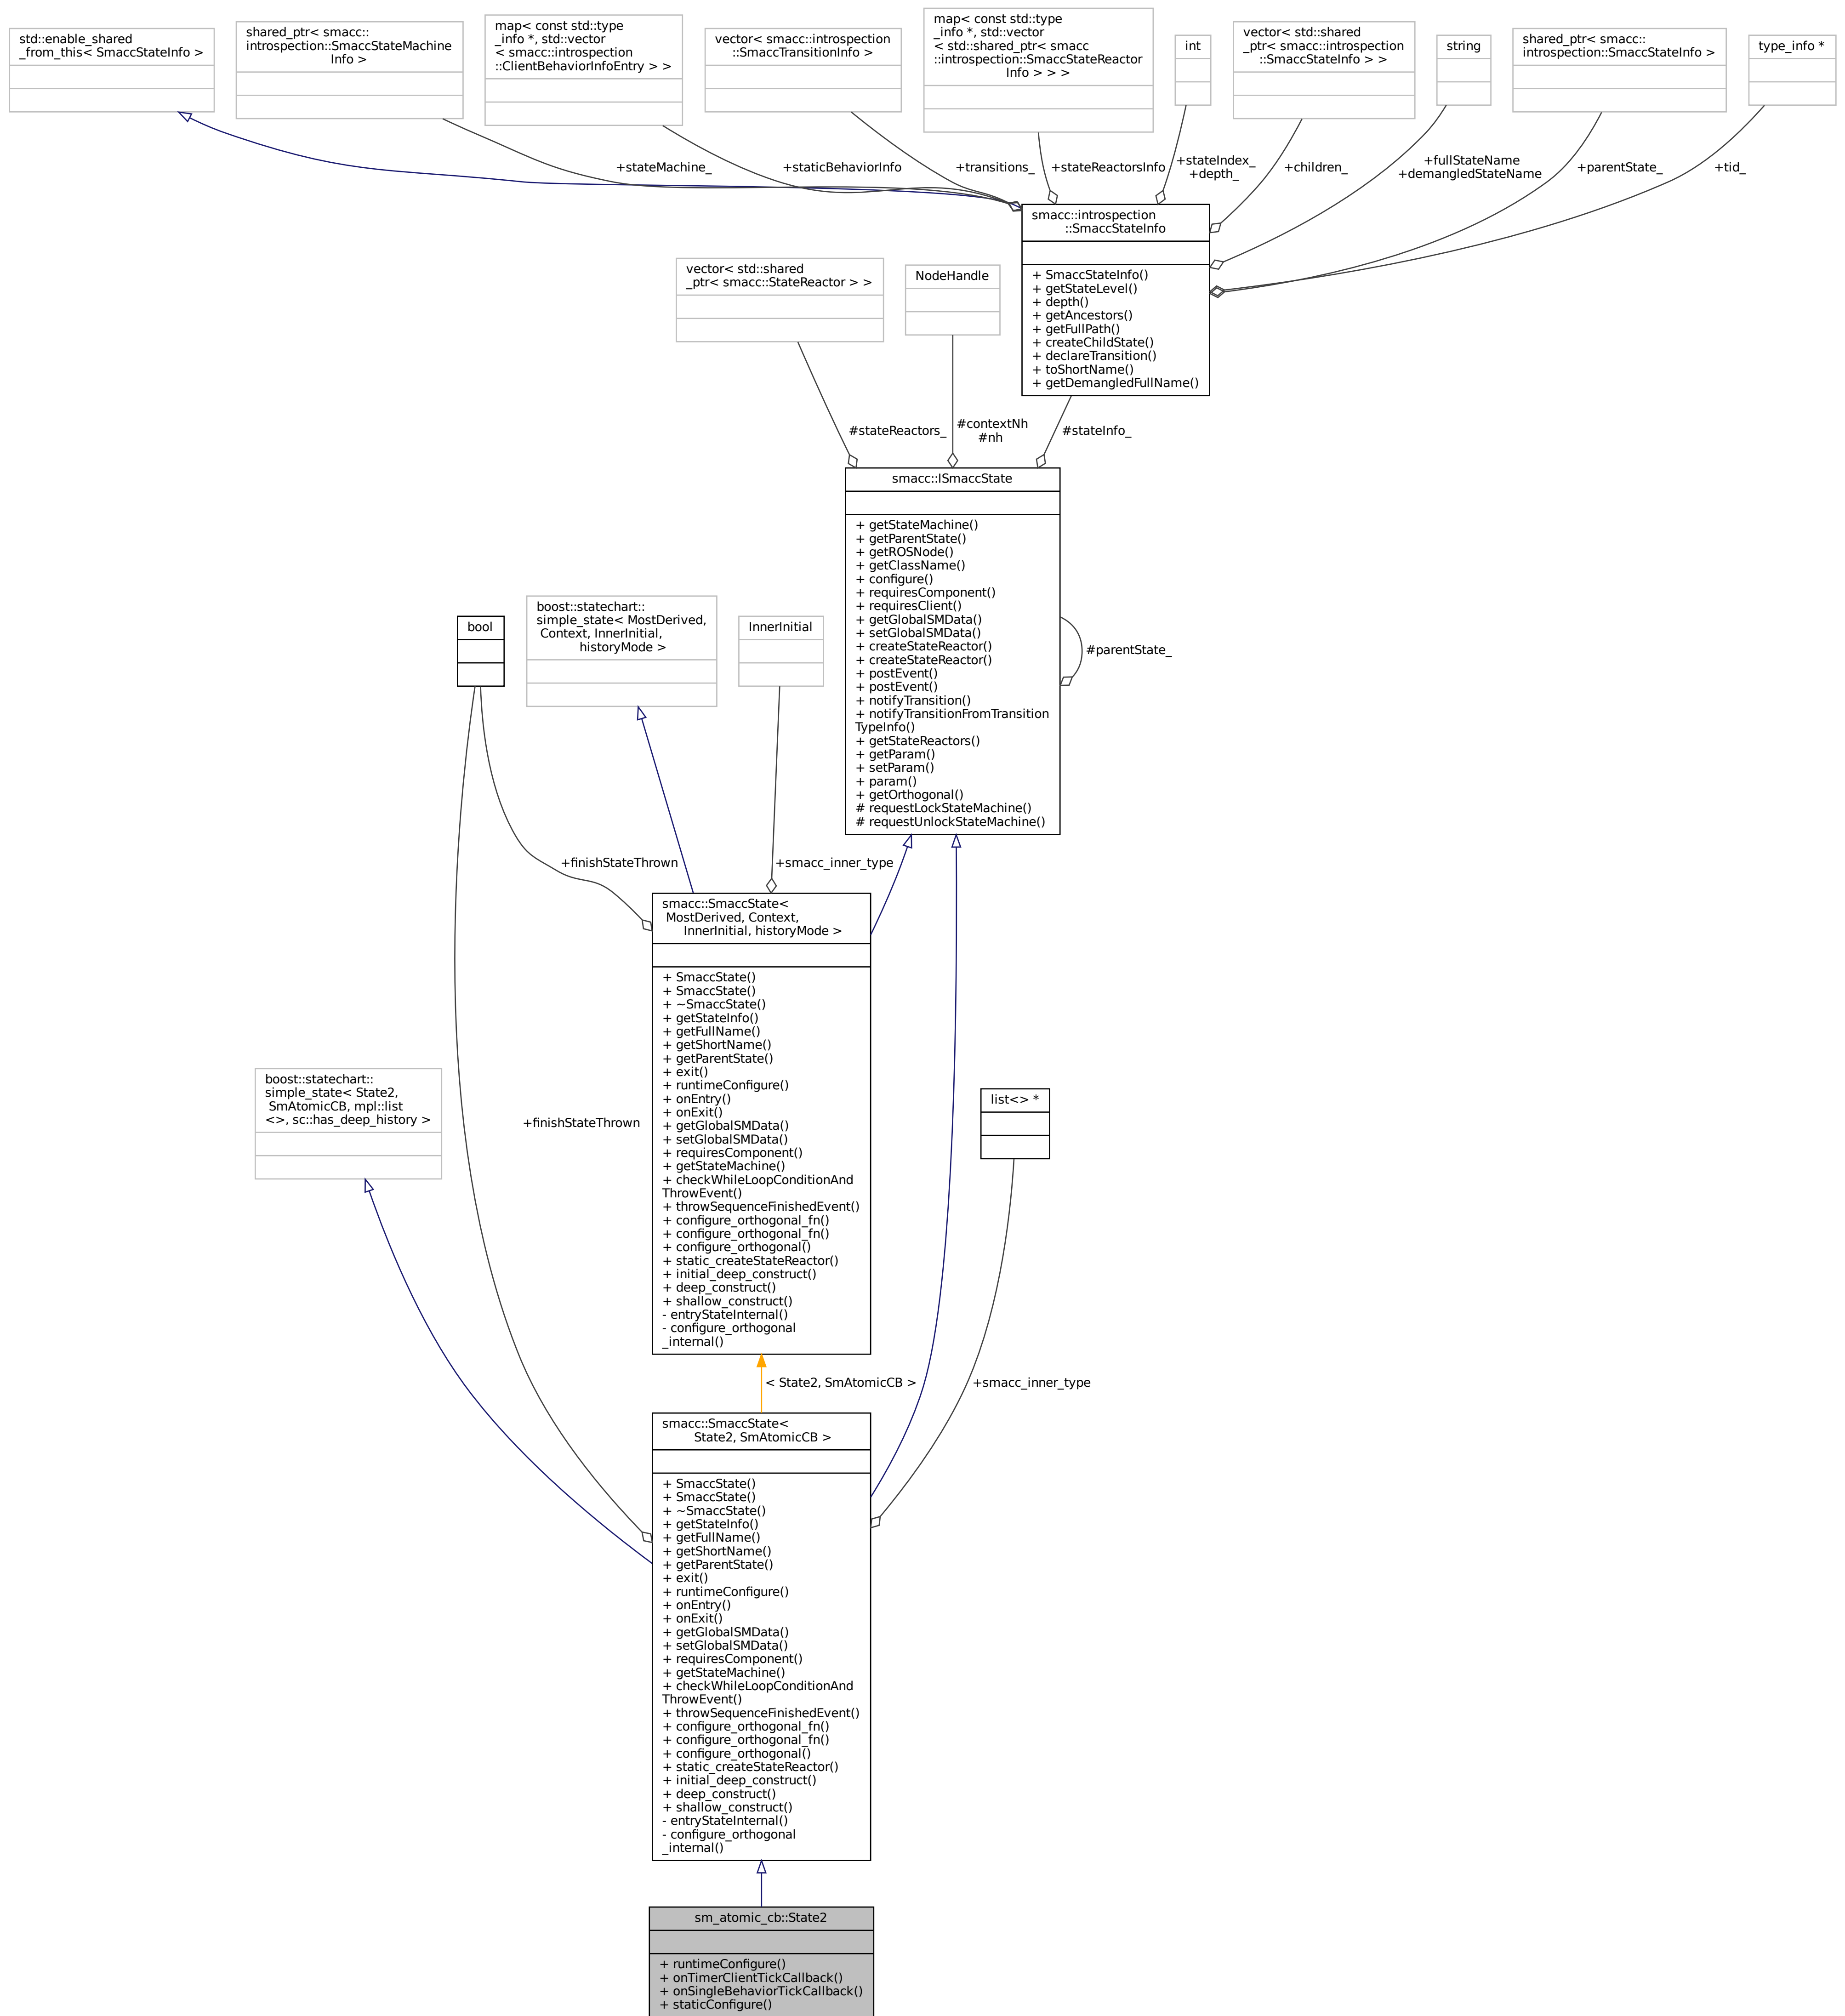 std::enable_shared
_from_this< SmaccStateInfo >
shared_ptr< smacc::
introspection::SmaccStateMachine
Info >
map< const std::type
_info *, std::vector
< smacc::introspection
::ClientBehaviorInfoEntry > >
vector< smacc::introspection
::SmaccTransitionInfo >
map< const std::type
_info *, std::vector
< std::shared_ptr< smacc
::introspection::SmaccStateReactor
Info > > >
int
vector< std::shared
_ptr< smacc::introspection
::SmaccStateInfo > >
string
shared_ptr< smacc::
introspection::SmaccStateInfo >
type_info *
+stateMachine_
+staticBehaviorInfo
+transitions_
+stateReactorsInfo
+stateIndex_
+depth_
+children_
+fullStateName
+demangledStateName
+parentState_
+tid_
smacc::introspection
::SmaccStateInfo
+ SmaccStateInfo()
+ getStateLevel()
+ depth()
+ getAncestors()
+ getFullPath()
+ createChildState()
+ declareTransition()
+ toShortName()
+ getDemangledFullName()
vector< std::shared
_ptr< smacc::StateReactor > >
NodeHandle
#stateReactors_
#contextNh
#nh
#stateInfo_
smacc::ISmaccState
+ getStateMachine()
+ getParentState()
+ getROSNode()
+ getClassName()
+ configure()
+ requiresComponent()
+ requiresClient()
+ getGlobalSMData()
+ setGlobalSMData()
+ createStateReactor()
+ createStateReactor()
+ postEvent()
+ postEvent()
+ notifyTransition()
+ notifyTransitionFromTransition
TypeInfo()
+ getStateReactors()
+ getParam()
+ setParam()
+ param()
+ getOrthogonal()
# requestLockStateMachine()
# requestUnlockStateMachine()
#parentState_
bool
boost::statechart::
simple_state< MostDerived,
Context, InnerInitial,
historyMode >
InnerInitial
+finishStateThrown
+smacc_inner_type
smacc::SmaccState<
MostDerived, Context,
InnerInitial, historyMode >
+ SmaccState()
+ SmaccState()
+ ~SmaccState()
+ getStateInfo()
+ getFullName()
+ getShortName()
+ getParentState()
+ exit()
+ runtimeConfigure()
+ onEntry()
+ onExit()
+ getGlobalSMData()
+ setGlobalSMData()
+ requiresComponent()
+ getStateMachine()
+ checkWhileLoopConditionAnd
ThrowEvent()
+ throwSequenceFinishedEvent()
+ configure_orthogonal_fn()
+ configure_orthogonal_fn()
+ configure_orthogonal()
+ static_createStateReactor()
+ initial_deep_construct()
+ deep_construct()
+ shallow_construct()
- entryStateInternal()
- configure_orthogonal
_internal()
boost::statechart::
simple_state< State2,
SmAtomicCB, mpl::list
<>, sc::has_deep_history >
+finishStateThrown
list<> *
< State2, SmAtomicCB >
+smacc_inner_type
smacc::SmaccState<
State2, SmAtomicCB >
+ SmaccState()
+ SmaccState()
+ ~SmaccState()
+ getStateInfo()
+ getFullName()
+ getShortName()
+ getParentState()
+ exit()
+ runtimeConfigure()
+ onEntry()
+ onExit()
+ getGlobalSMData()
+ setGlobalSMData()
+ requiresComponent()
+ getStateMachine()
+ checkWhileLoopConditionAnd
ThrowEvent()
+ throwSequenceFinishedEvent()
+ configure_orthogonal_fn()
+ configure_orthogonal_fn()
+ configure_orthogonal()
+ static_createStateReactor()
+ initial_deep_construct()
+ deep_construct()
+ shallow_construct()
- entryStateInternal()
- configure_orthogonal
_internal()
sm_atomic_cb::State2
+ runtimeConfigure()
+ onTimerClientTickCallback()
+ onSingleBehaviorTickCallback()
+ staticConfigure()